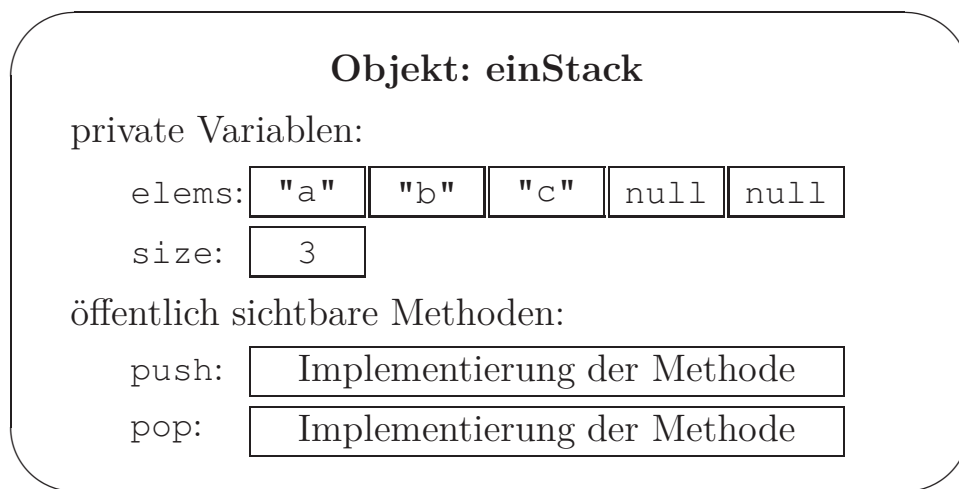 Objekt: einStack
private Variablen:
elems: "a" "b" "c" null null
size: 3
öffentlich sichtbare Methoden:
push: Implementierung der Methode
pop: Implementierung der Methode